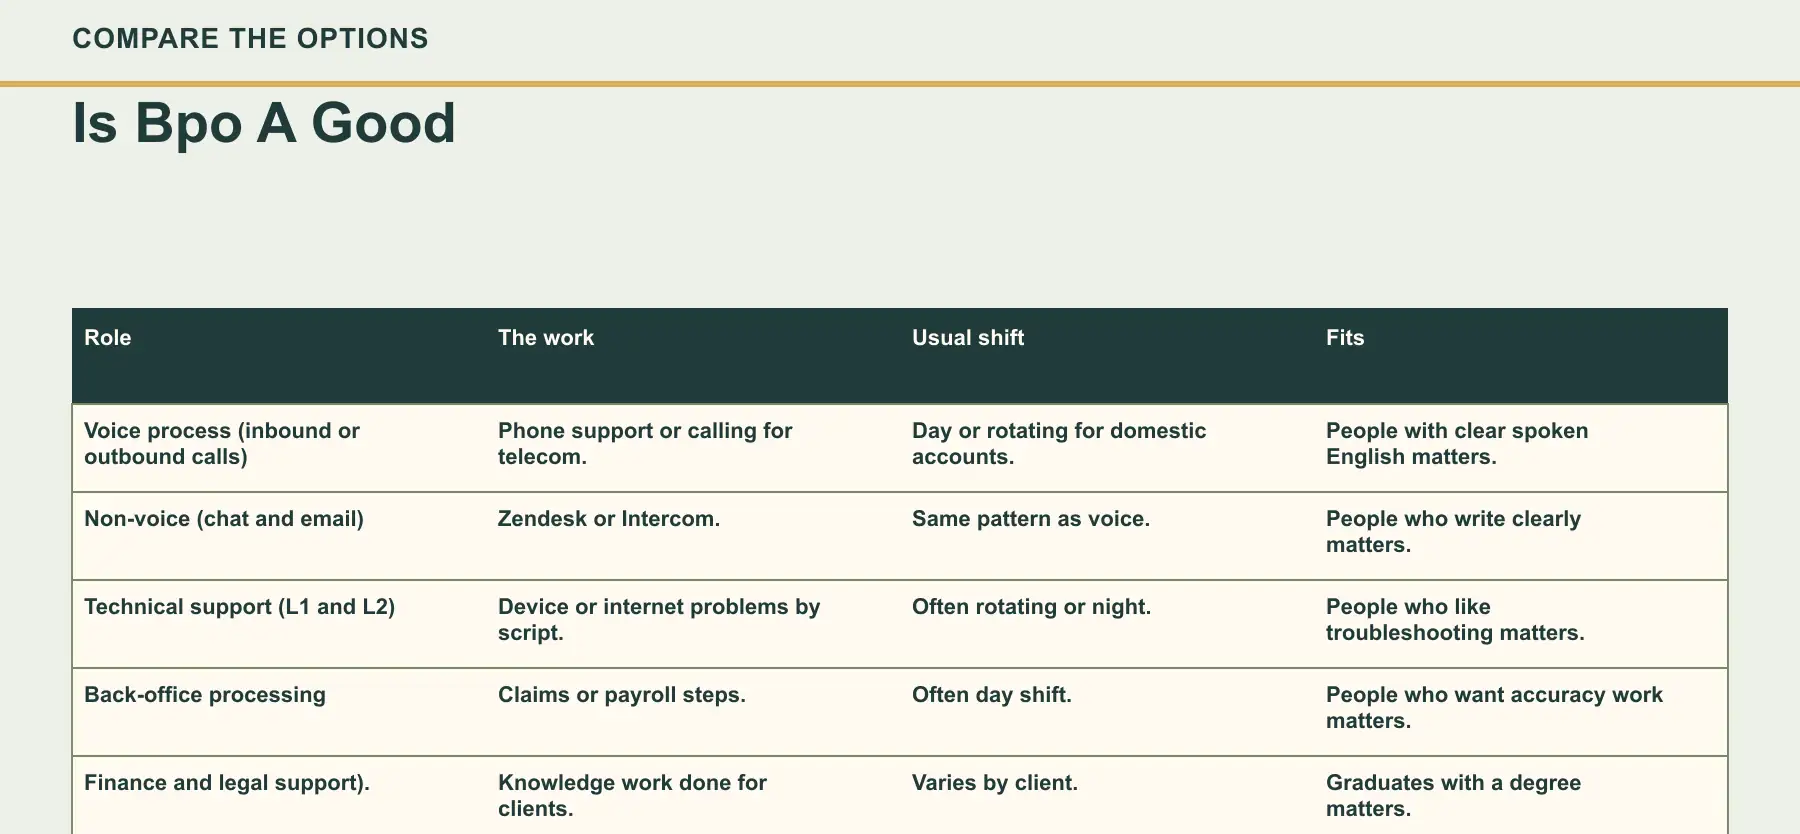 COMPARE THE OPTIONS
Is Bpo A Good
Role
The work
Usual shift
Fits
Voice process (inbound or
outbound calls)
Phone support or calling for
telecom.
Day or rotating for domestic
accounts.
People with clear spoken
English matters.
Non-voice (chat and email)
Zendesk or Intercom.
Same pattern as voice.
People who write clearly
matters.
Technical support (L1 and L2)
Device or internet problems by
script.
Often rotating or night.
People who like
troubleshooting matters.
Back-office processing
Claims or payroll steps.
Often day shift.
People who want accuracy work
matters.
Finance and legal support).
Knowledge work done for
clients.
Varies by client.
Graduates with a degree
matters.